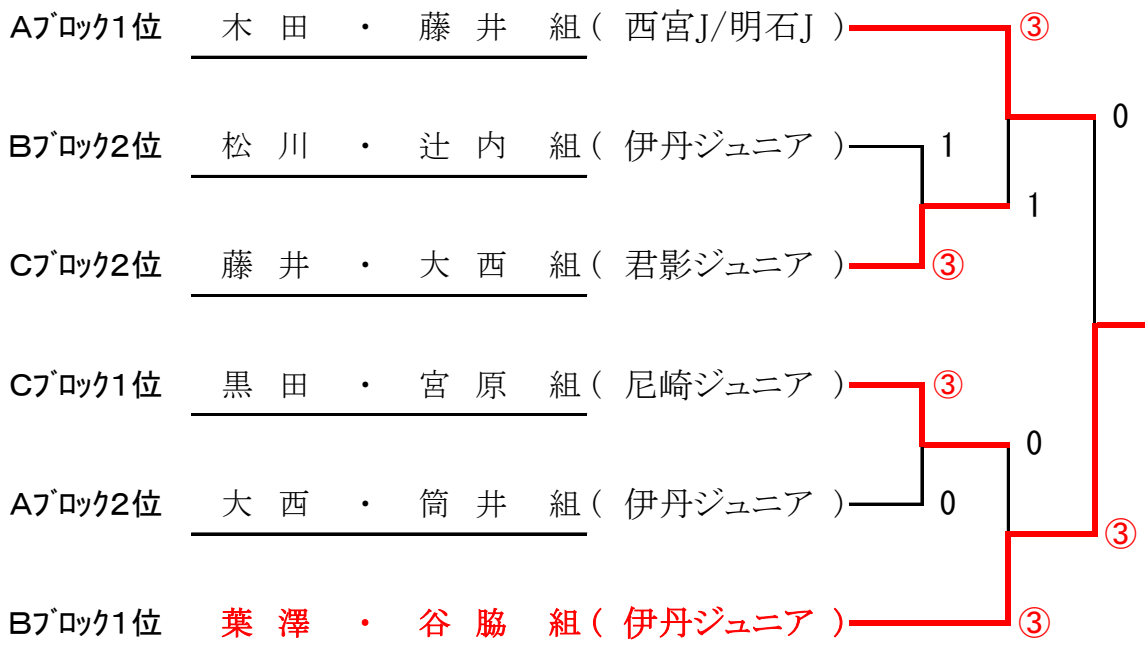 Aﾌﾞﾛｯｸ1位 木田・藤井 組( 西宮J/明石J ) ③
0
Bﾌﾞﾛｯｸ2位 松川・辻内 組( 伊丹ジュニア ) 1
1
Cﾌﾞﾛｯｸ2位 藤井・大西 組( 君影ジュニア ) ③
Cﾌﾞﾛｯｸ1位 黒田・宮原 組( 尼崎ジュニア ) ③
0
Aﾌﾞﾛｯｸ2位 大西・筒井 組( 伊丹ジュニア ) 0
③
Bﾌﾞﾛｯｸ1位 葉澤・谷脇 組( 伊丹ジュニア ) ③